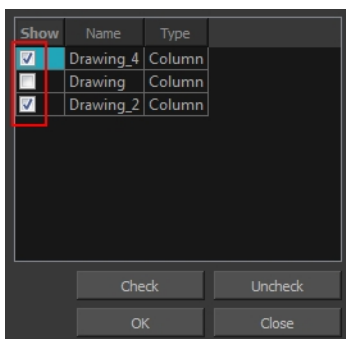 Show Name Type
Drawing_4 Column
Drawing Column
Drawing_2 Column
Check Uncheck
OK Close